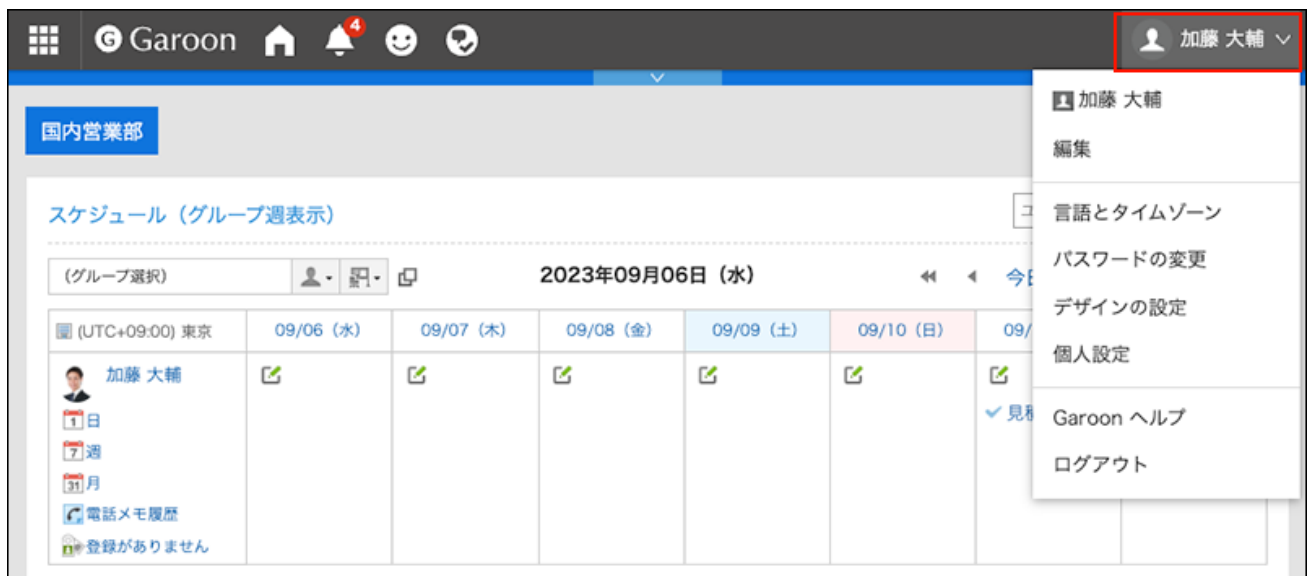 Garoon
4
加藤 大輔
国内営業部
加藤 大輔
編集
言語とタイムゾーン
パスワードの変更
デザインの設定
個人設定
Garoon ヘルプ
ログアウト
スケジュール（グループ週表示）
(グループ選択)
2023年09月06日（水）
(UTC+09:00) 東京
09/06（水）
09/07（木）
09/08（金）
09/09（土）
09/10（日）
09/
加藤 大輔
1 日
7 週
31 月
電話メモ履歴
登録がありません